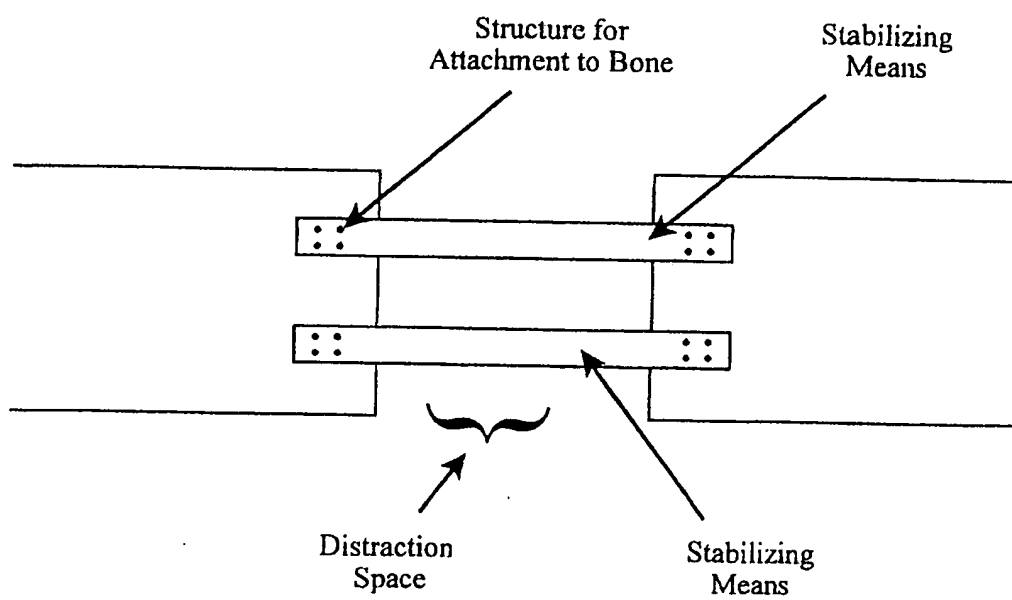 Structure for
Attachment to Bone
Stabilizing
Means
Distraction
Space
Stabilizing
Means